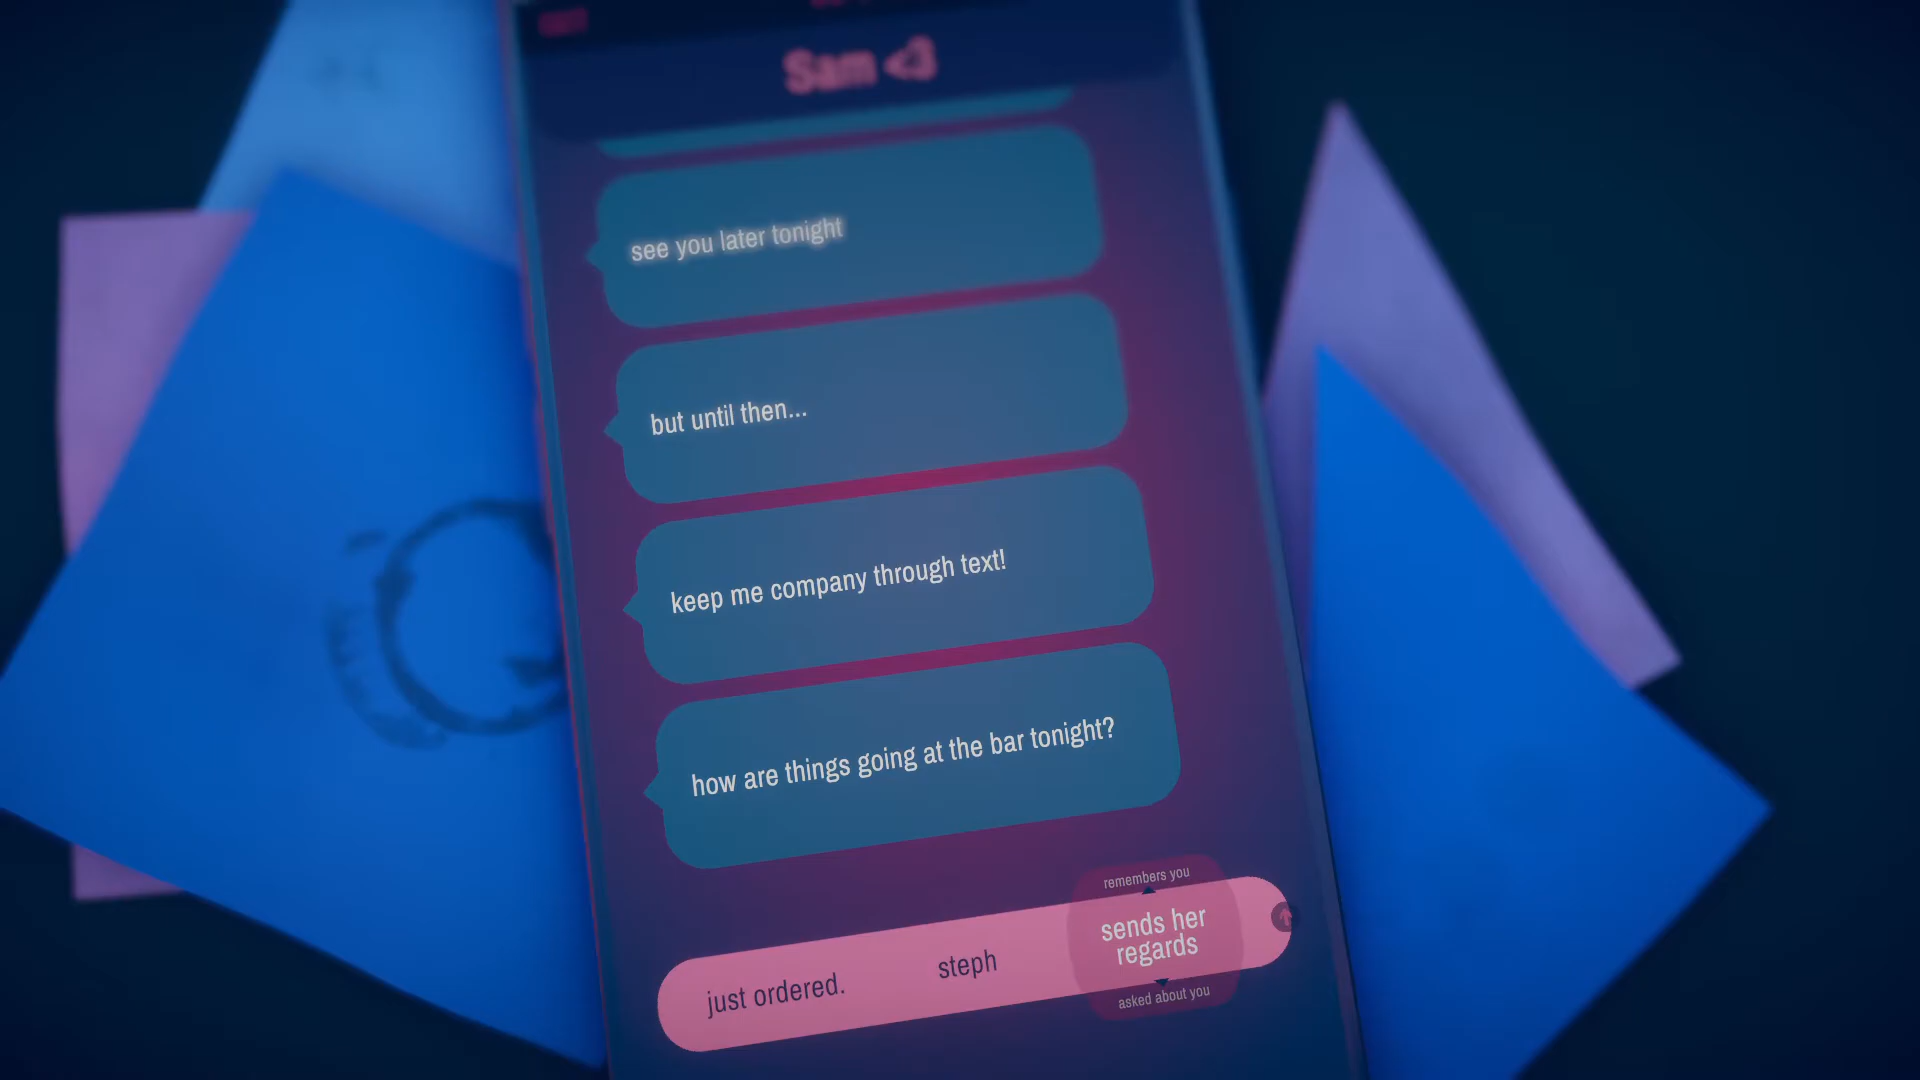 Sam <3
see you later tonight
but until then...
keep me company through text!
how are things going at the bar tonight?
remembers you
just ordered. steph sends her
regards
asked about you